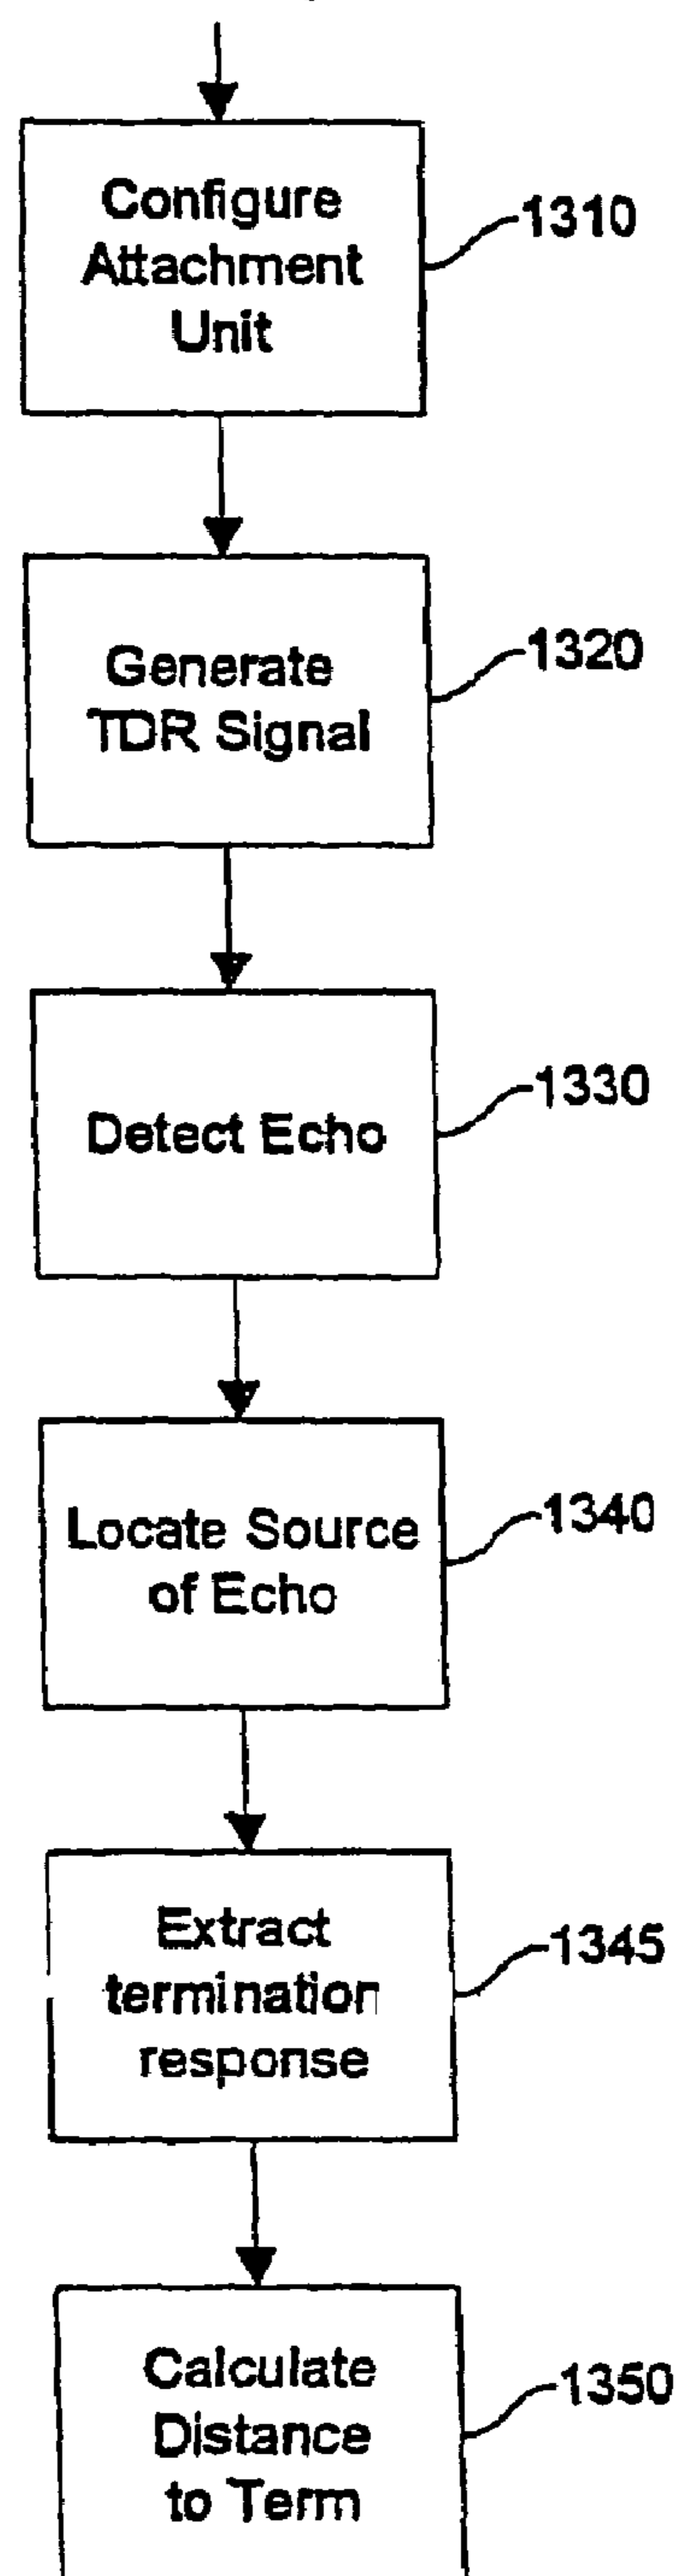 Configure
Attachment
Unit
1310
Generate
TDR Signal
1320
Detect Echo
1330
Locate Source
of Echo
1340
Extract
termination
response
1345
Calculate
Distance
to Term
1350